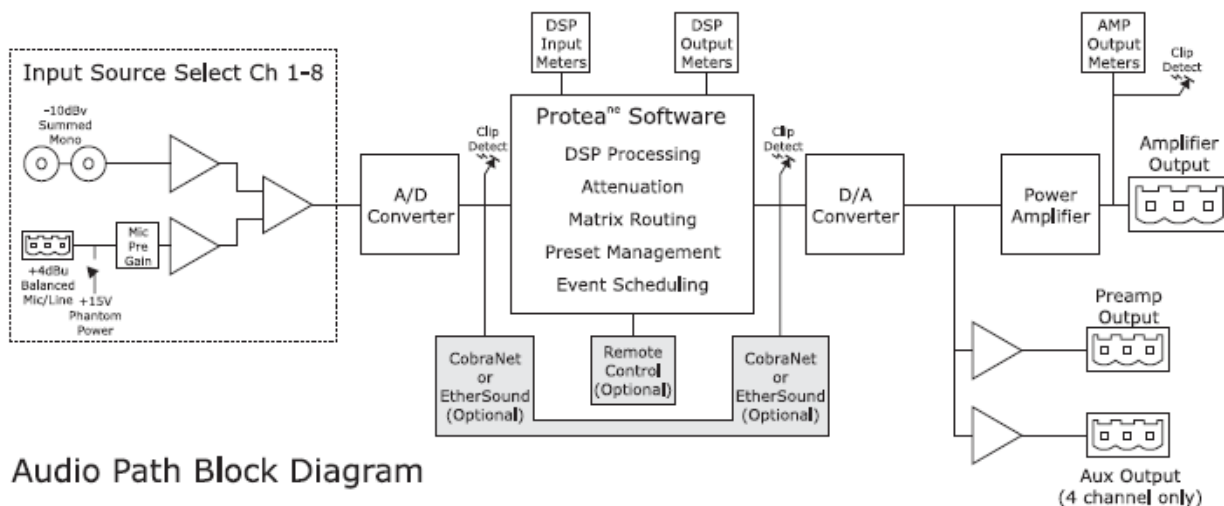 Input Source Select Ch 1-8
-10dBv
Summed
Mono
Mic
Pre
Gain
+4dBu
Balanced
Mic/Line
+15V
Phantom
Power
A/D
Converter
Clip
Detect
DSP
Input
Meters
DSP
Output
Meters
Protea^ne Software
DSP Processing
Attenuation
Matrix Routing
Preset Management
Event Scheduling
Clip
Detect
CobraNet
or
EtherSound
(Optional)
Remote
Control
(Optional)
CobraNet
or
EtherSound
(Optional)
D/A
Converter
Power
Amplifier
AMP
Output
Meters
Clip
Detect
Amplifier
Output
Preamp
Output
Aux Output
(4 channel only)
Audio Path Block Diagram